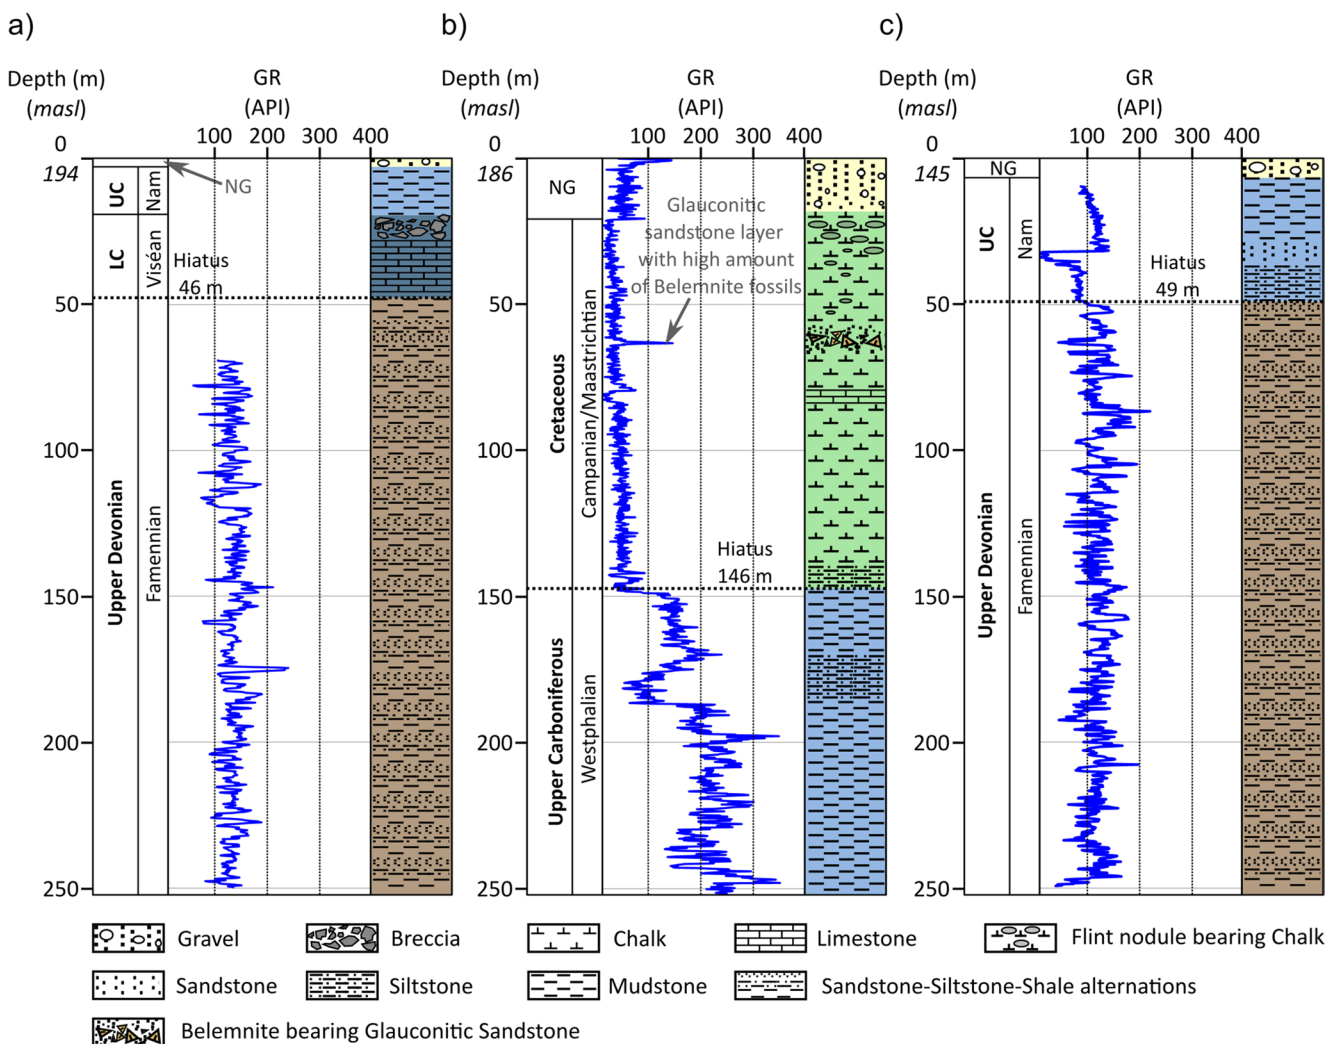 a)
Depth (m)
(masl)
GR
(API)
0
100
200
300
400
194
UC
Nam
NG
LC
Viséan
Hiatus
46 m
50
100
Upper Devonian
Famennian
150
200
250
b)
Depth (m)
(masl)
GR
(API)
0
100
200
300
400
186
NG
Glauconitic
sandstone layer
with high amount
of Belemnite fossils
50
Cretaceous
Campanian/Maastrichtian
100
Hiatus
146 m
150
Upper Carboniferous
Westphalian
200
250
c)
Depth (m)
(masl)
GR
(API)
0
100
200
300
400
145
NG
UC
Nam
Hiatus
49 m
50
100
Upper Devonian
Famennian
150
200
250
Gravel
Breccia
Chalk
Limestone
Flint nodule bearing Chalk
Sandstone
Siltstone
Mudstone
Sandstone-Siltstone-Shale alternations
Belemnite bearing Glauconitic Sandstone